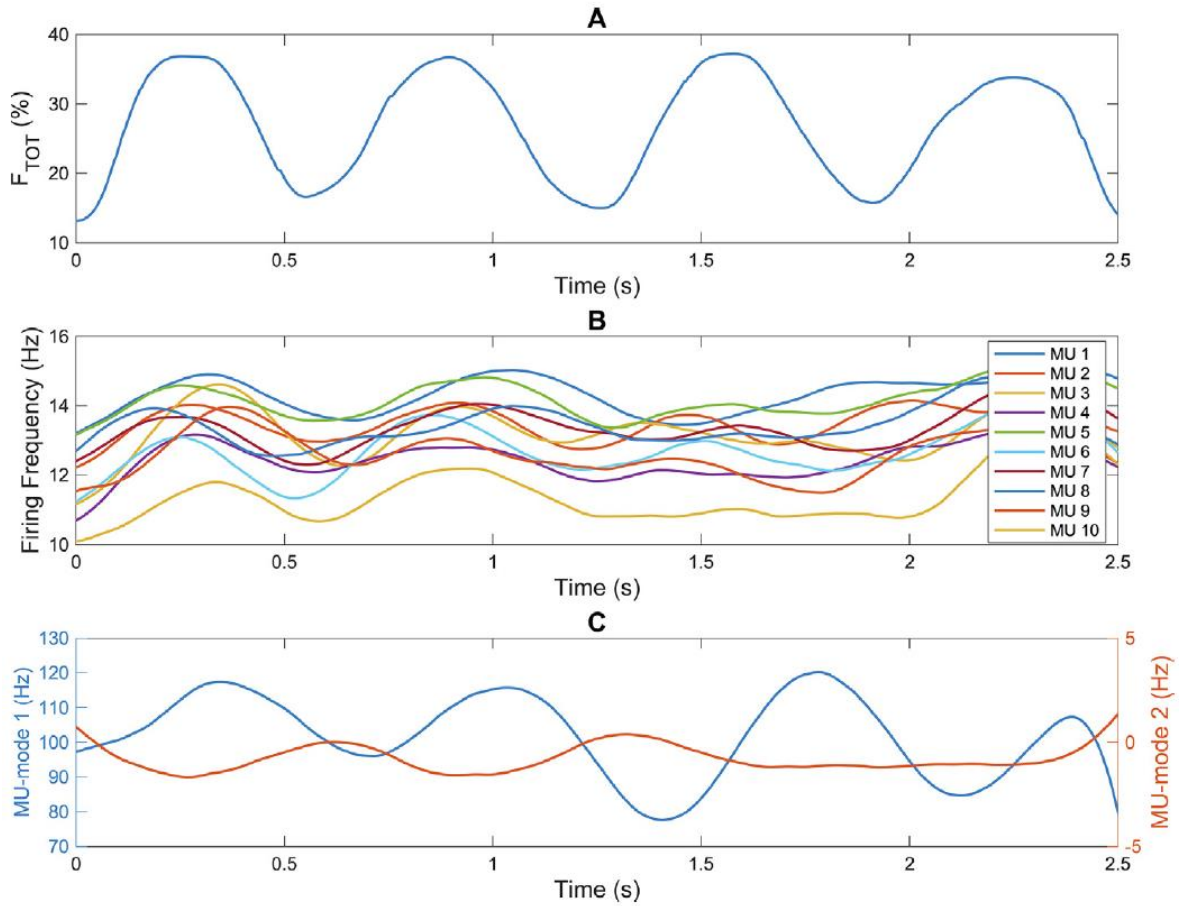 A
40
30
20
10
F_TOT (%)
0 0.5 1 1.5 2 2.5
Time (s)
B
16
14
12
10
Firing Frequency (Hz)
MU 1
MU 2
MU 3
MU 4
MU 5
MU 6
MU 7
MU 8
MU 9
MU 10
0 0.5 1 1.5 2 2.5
Time (s)
C
130
120
110
100
90
80
70
MU-mode 1 (Hz)
5
0
-5
MU-mode 2 (Hz)
0 0.5 1 1.5 2 2.5
Time (s)